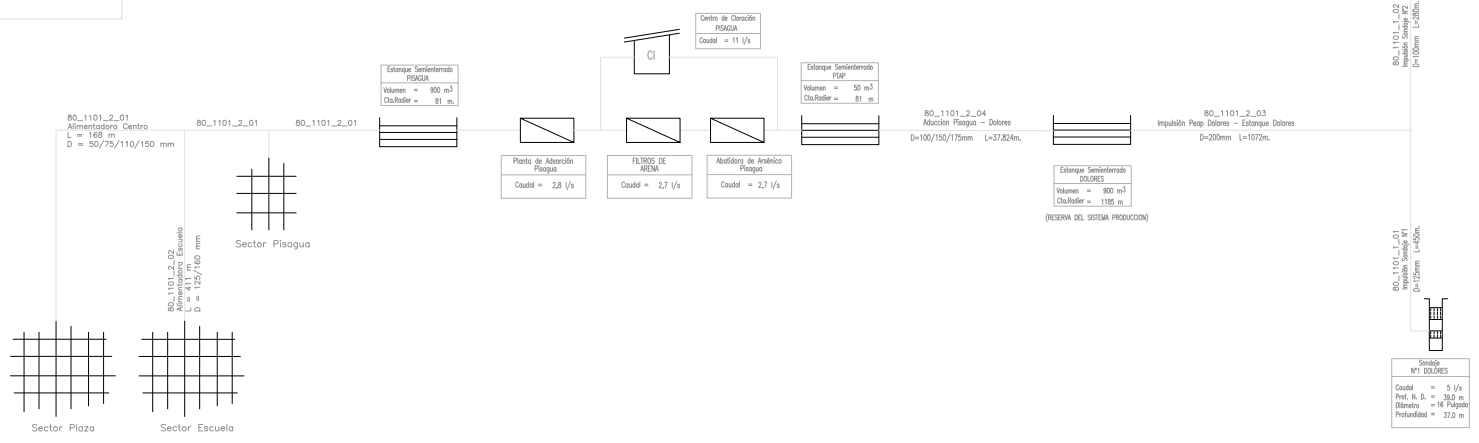 Centro de Cloración
PISAGUA
Caudal = 11 l/s
Cl
80_1101_1_02
Impulsión Sondaje N°2
D=100mm L=280m.
Estanque Semienterrado
PISAGUA
Volumen = 900 m3
Cta.Radier = 81 m.
Estanque Semienterrado
PTAP
Volumen = 50 m3
Cta.Radier = 81 m
80_1101_2_01
Alimentadora Centro
L = 168 m
D = 50/75/110/150 mm
80_1101_2_01
80_1101_2_01
80_1101_2_04
Aduccion Pisagua - Dolores
D=100/150/175mm L=37.824m.
80_1101_2_03
Impulsión Peap Dolores - Estanque Dolores
D=200mm L=1072m.
Planta de Adsorción
Pisagua
Caudal = 2,8 l/s
FILTROS DE
ARENA
Caudal = 2,7 l/s
Abatidora de Arsénico
Pisagua
Caudal = 2,7 l/s
Estanque Semienterrado
DOLORES
Volumen = 900 m3
Cta.Radier = 1185 m
(RESERVA DEL SISTEMA PRODUCCION)
Sector Pisagua
80_1101_2_02
Alimentadora Escuela
L = 411 m
D = 125/160 mm
80_1101_1_01
Impulsión Sondaje N°1
D=125mm L=450m.
Sondaje
N°1 DOLORES
Caudal = 5 l/s
Prof. N. D. = 39.0 m
Diámetro = 16 Pulgada
Profundidad = 37.0 m
Sector Plaza
Sector Escuela